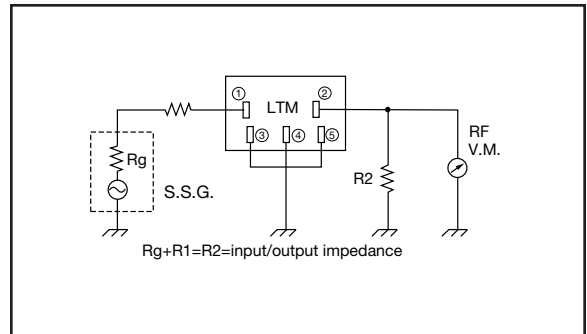 ① LTM ②
③ ④ ⑤
Rg
S.S.G.
R2
RF
V.M.
Rg+R1=R2=input/output impedance